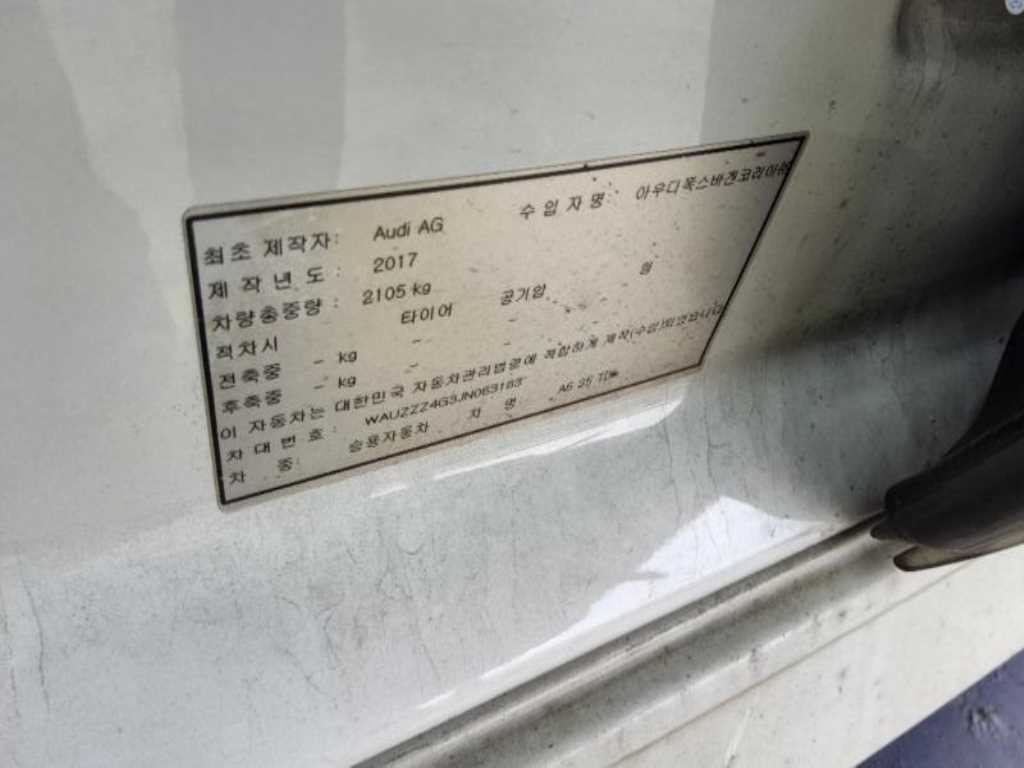 최초 제작자: Audi AG 수입자명: 아우디폭스바겐코리아㈜
제작년도: 2017
차량총중량: 2105 kg
적차시 타이어 공기압
전축중 - kg - - -
후축중 - kg - - -
이 자동차는 대한민국 자동차관리법령에 적합하게 제작(수입)되었습니다
차대번호: WAUZZZ4G3JN063163
차 종: 승용자동차 차 명: